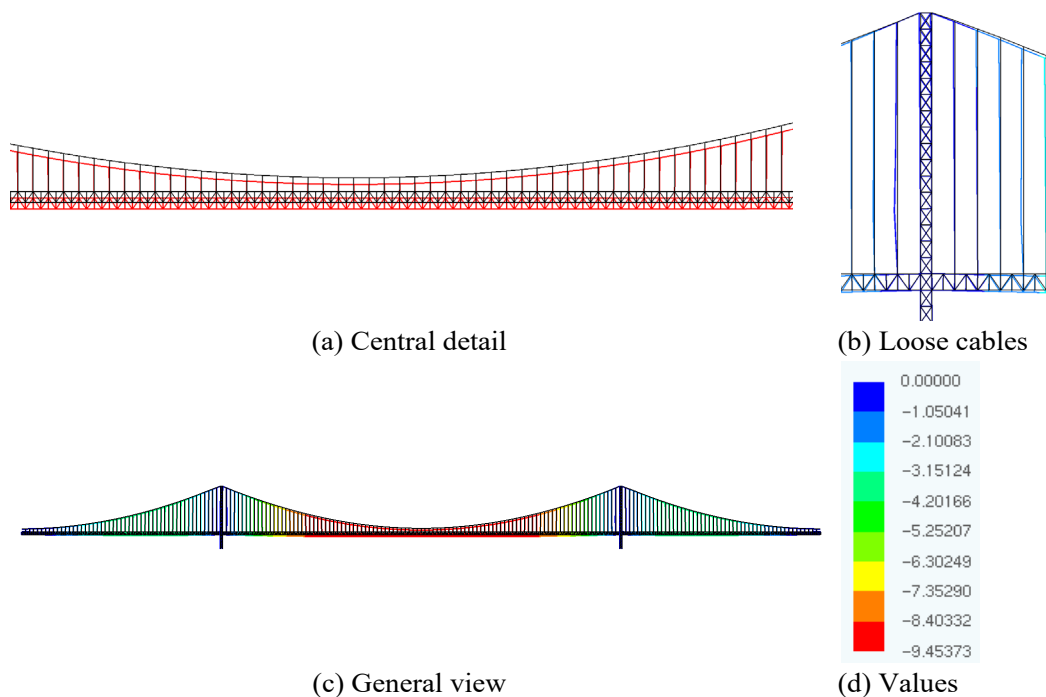 (a) Central detail
(b) Loose cables
0.00000
-1.05041
-2.10083
-3.15124
-4.20166
-5.25207
-6.30249
-7.35290
-8.40332
-9.45373
(c) General view
(d) Values